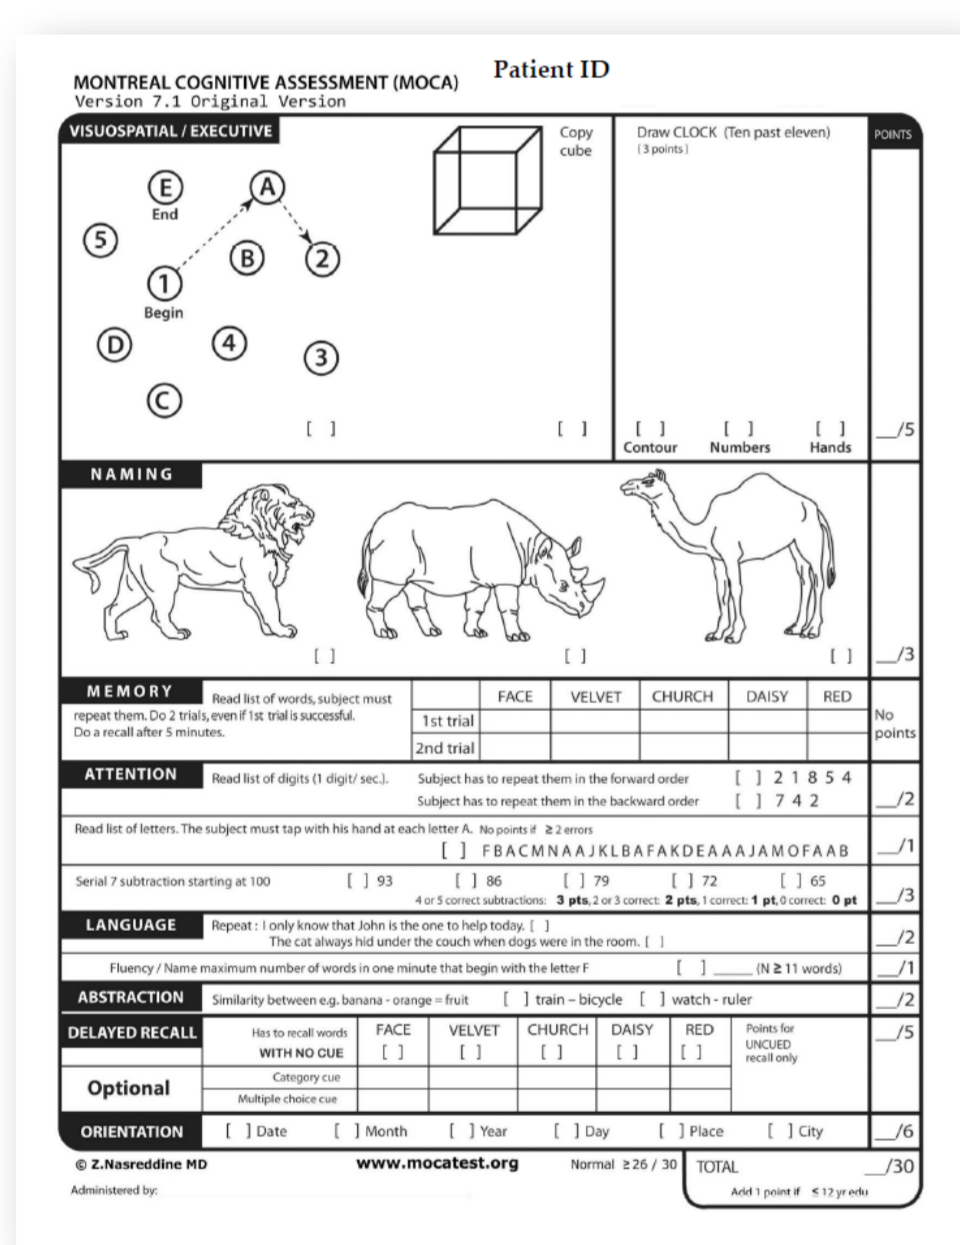 Patient ID
MONTREAL COGNITIVE ASSESSMENT (MOCA)
Version 7.1 Original Version
VISUOSPATIAL / EXECUTIVE
Copy cube
Draw CLOCK (Ten past eleven)
(3 points)
POINTS
E
End
A
5
B
2
1
Begin
D
4
3
C
[ ] [ ] [ ] [ ] [ ] __/5
Contour Numbers Hands
NAMING
[ ] [ ] [ ] __/3
MEMORY
Read list of words, subject must
repeat them. Do 2 trials, even if 1st trial is successful.
Do a recall after 5 minutes.
FACE VELVET CHURCH DAISY RED
1st trial
2nd trial
No
points
ATTENTION
Read list of digits (1 digit/ sec.). Subject has to repeat them in the forward order [ ] 2 1 8 5 4
Subject has to repeat them in the backward order [ ] 7 4 2 __/2
Read list of letters. The subject must tap with his hand at each letter A. No points if ≥ 2 errors
[ ] F B A C M N A A J K L B A F A K D E A A A J A M O F A A B __/1
Serial 7 subtraction starting at 100 [ ] 93 [ ] 86 [ ] 79 [ ] 72 [ ] 65
4 or 5 correct subtractions: 3 pts, 2 or 3 correct: 2 pts, 1 correct: 1 pt, 0 correct: 0 pt __/3
LANGUAGE
Repeat : I only know that John is the one to help today. [ ]
The cat always hid under the couch when dogs were in the room. [ ] __/2
Fluency / Name maximum number of words in one minute that begin with the letter F [ ] ____ (N ≥ 11 words) __/1
ABSTRACTION
Similarity between e.g. banana - orange = fruit [ ] train – bicycle [ ] watch - ruler __/2
DELAYED RECALL
Has to recall words
WITH NO CUE
FACE VELVET CHURCH DAISY RED
[ ] [ ] [ ] [ ] [ ]
Points for
UNCUED
recall only
__/5
Optional
Category cue
Multiple choice cue
ORIENTATION [ ] Date [ ] Month [ ] Year [ ] Day [ ] Place [ ] City __/6
© Z.Nasreddine MD www.mocatest.org Normal ≥ 26 / 30 TOTAL __/30
Administered by: Add 1 point if ≤ 12 yr edu